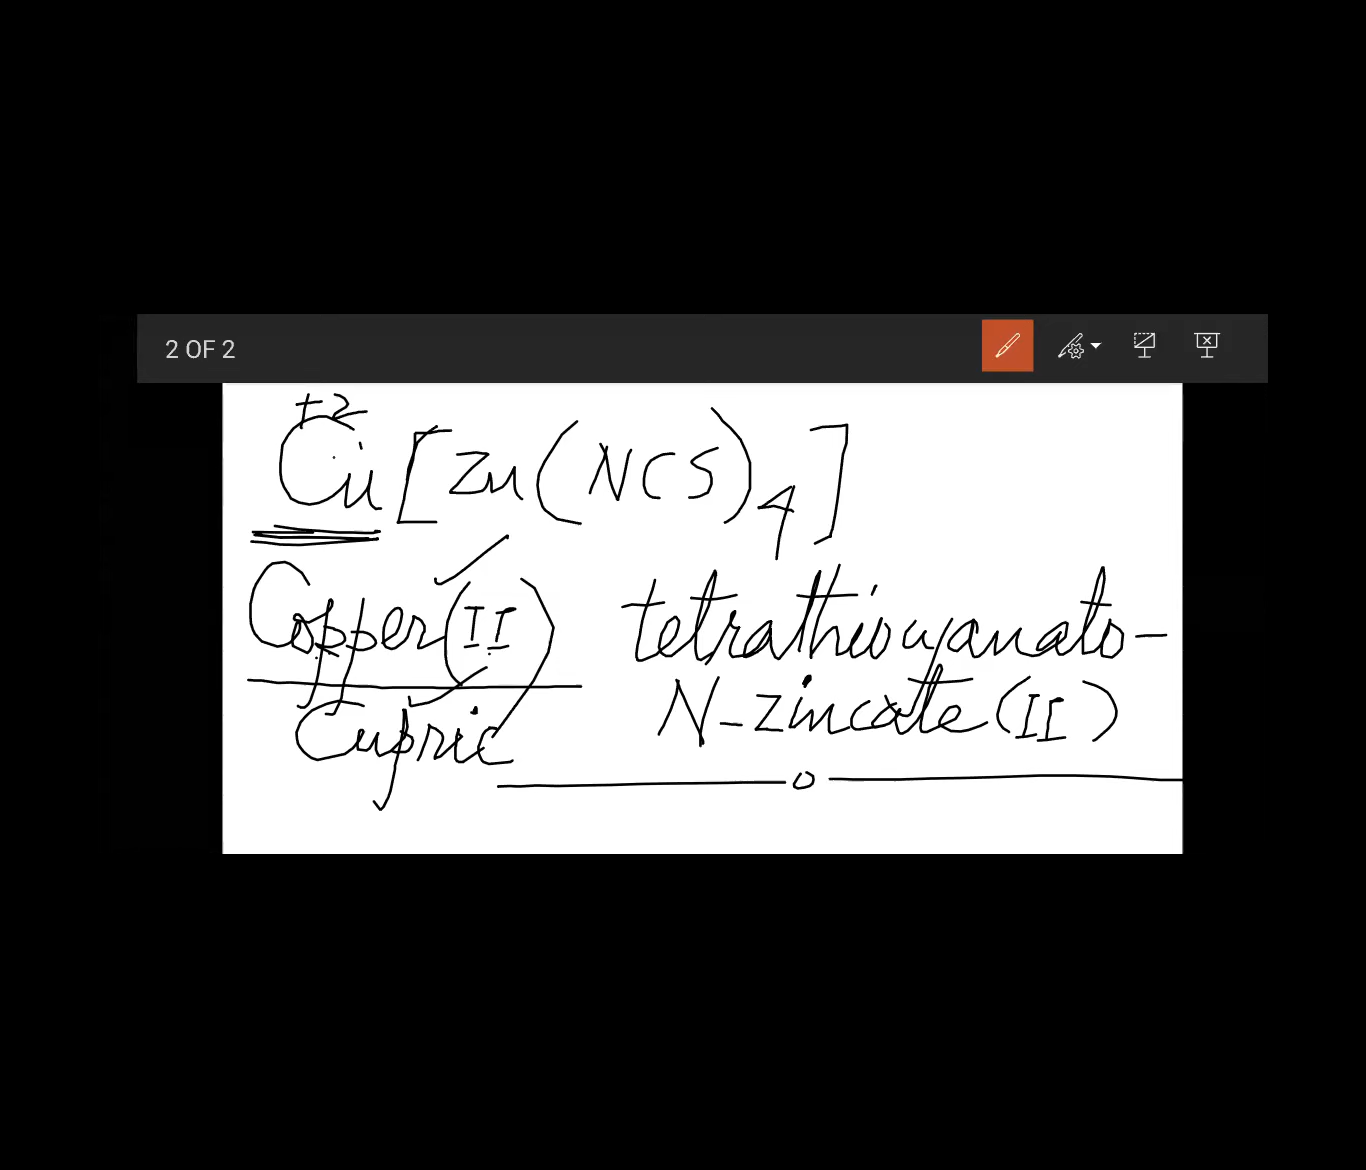 2 OF 2
+2
Cu[Zn(NCS)4]
Copper(II) tetrathiocyanato-
Cupric N-zincate(II)